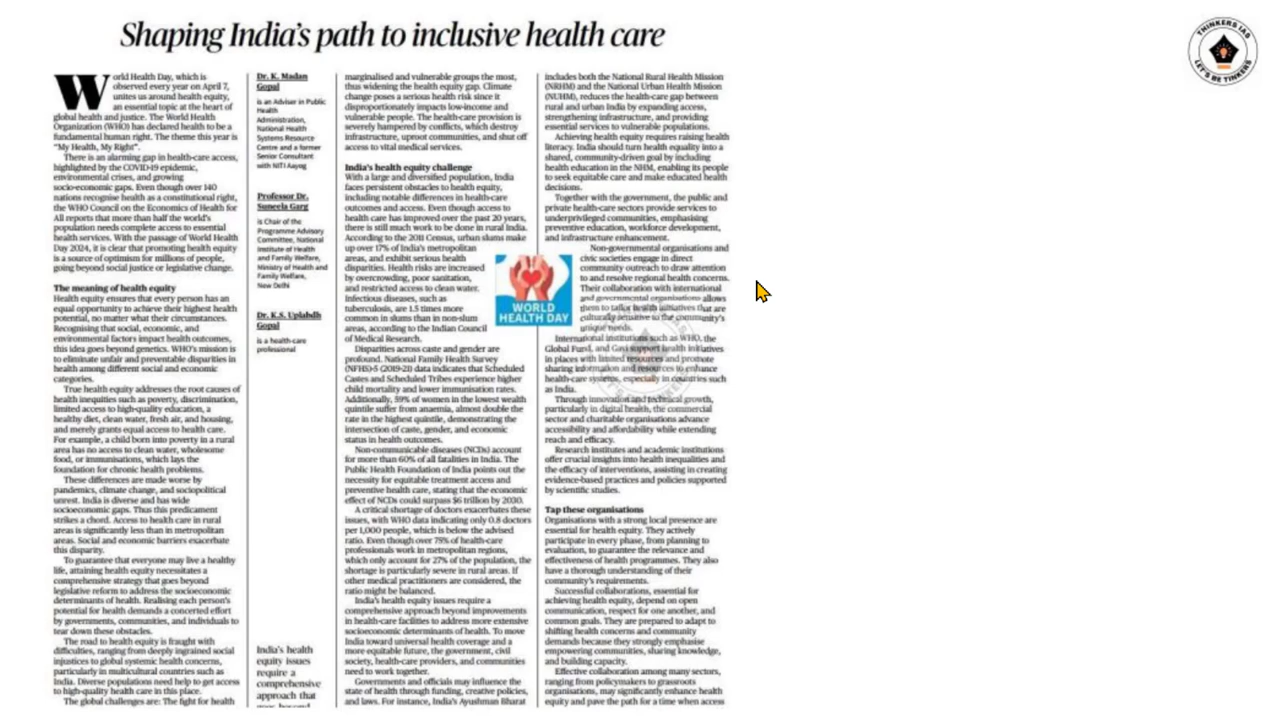 Shaping India's path to inclusive health care
THINKERS IAS
LET'S BE THINKERS
World Health Day, which is
observed every year on April 7,
unites us around health equity,
an essential topic at the heart of
global health and justice. The World Health
Organization (WHO) has declared health to be a
fundamental human right. The theme this year is
"My Health, My Right".
There is an alarming gap in health-care access,
highlighted by the COVID-19 epidemic,
environmental crises, and growing
socio-economic gaps. Even though over 140
nations recognise health as a constitutional right,
the WHO Council on the Economics of Health for
All reports that more than half the world's
population needs complete access to essential
health services. With the passage of World Health
Day 2024, it is clear that promoting health equity
is a source of optimism for millions of people,
going beyond social justice or legislative change.
The meaning of health equity
Health equity ensures that every person has an
equal opportunity to achieve their highest health
potential, no matter what their circumstances.
Recognising that social, economic, and
environmental factors impact health outcomes,
this idea goes beyond genetics. WHO's mission is
to eliminate unfair and preventable disparities in
health among different social and economic
categories.
True health equity addresses the root causes of
health inequities such as poverty, discrimination,
limited access to high-quality education, a
healthy diet, clean water, fresh air, and housing,
and merely grants equal access to health care.
For example, a child born into poverty in a rural
area has no access to clean water, wholesome
food, or immunisations, which lays the
foundation for chronic health problems.
These differences are made worse by
pandemics, climate change, and sociopolitical
unrest. India is diverse and has wide
socioeconomic gaps. Thus this predicament
strikes a chord. Access to health care in rural
areas is significantly less than in metropolitan
areas. Social and economic barriers exacerbate
this disparity.
To guarantee that everyone may live a healthy
life, attaining health equity necessitates a
comprehensive strategy that goes beyond
legislative reform to address the socioeconomic
determinants of health. Realising each person's
potential for health demands a concerted effort
by governments, communities, and individuals to
tear down these obstacles.
The road to health equity is fraught with
difficulties, ranging from deeply ingrained social
injustices to global systemic health concerns,
particularly in multicultural countries such as
India. Diverse populations need help to get access
to high-quality health care in this place.
The global challenges are: The fight for health
Dr. K. Madan
Gopal
is an Adviser in Public
Health
Administration,
National Health
Systems Resource
Centre and a former
Senior Consultant
with NITI Aayog
Professor Dr.
Suneela Garg
is Chair of the
Programme Advisory
Committee, National
Institute of Health
and Family Welfare,
Ministry of Health and
Family Welfare,
New Delhi
Dr. K.S. Uplabdh
Gopal
is a health-care
professional
India's health
equity issues
require a
comprehensive
approach that
marginalised and vulnerable groups the most,
thus widening the health equity gap. Climate
change poses a serious health risk since it
disproportionately impacts low-income and
vulnerable people. The health-care provision is
severely hampered by conflicts, which destroy
infrastructure, uproot communities, and shut off
access to vital medical services.
India's health equity challenge
With a large and diversified population, India
faces persistent obstacles to health equity,
including notable differences in health-care
outcomes and access. Even though access to
health care has improved over the past 20 years,
there is still much work to be done in rural India.
According to the 2011 Census, urban slums make
up over 17% of India's metropolitan
areas, and exhibit serious health
disparities. Health risks are increased
by overcrowding, poor sanitation,
and restricted access to clean water.
Infectious diseases, such as
tuberculosis, are 1.5 times more
common in slums than in non-slum
areas, according to the Indian Council
of Medical Research.
Disparities across caste and gender are
profound. National Family Health Survey
(NFHS)-5 (2019-21) data indicates that Scheduled
Castes and Scheduled Tribes experience higher
child mortality and lower immunisation rates.
Additionally, 59% of women in the lowest wealth
quintile suffer from anaemia, almost double the
rate in the highest quintile, demonstrating the
intersection of caste, gender, and economic
status in health outcomes.
Non-communicable diseases (NCDs) account
for more than 60% of all fatalities in India. The
Public Health Foundation of India points out the
necessity for equitable treatment access and
preventive health care, stating that the economic
effect of NCDs could surpass $6 trillion by 2030.
A critical shortage of doctors exacerbates these
issues, with WHO data indicating only 0.8 doctors
per 1,000 people, which is below the advised
ratio. Even though over 75% of health-care
professionals work in metropolitan regions,
which only account for 27% of the population, the
shortage is particularly severe in rural areas. If
other medical practitioners are considered, the
ratio might be balanced.
India's health equity issues require a
comprehensive approach beyond improvements
in health-care facilities to address more extensive
socioeconomic determinants of health. To move
India toward universal health coverage and a
more equitable future, the government, civil
society, health-care providers, and communities
need to work together.
Governments and officials may influence the
state of health through funding, creative policies,
and laws. For instance, India's Ayushman Bharat
WORLD
HEALTH DAY
includes both the National Rural Health Mission
(NRHM) and the National Urban Health Mission
(NUHM), reduces the health-care gap between
rural and urban India by expanding access,
strengthening infrastructure, and providing
essential services to vulnerable populations.
Achieving health equity requires raising health
literacy. India should turn health equality into a
shared, community-driven goal by including
health education in the NHM, enabling its people
to seek equitable care and make educated health
decisions.
Together with the government, the public and
private health-care sectors provide services to
underprivileged communities, emphasising
preventive education, workforce development,
and infrastructure enhancement.
Non-governmental organisations and
civic societies engage in direct
community outreach to draw attention
to and resolve regional health concerns.
Their collaboration with international
and governmental organisations allows
them to tailor health initiatives that are
culturally sensitive to the community's
unique needs.
International institutions such as WHO, the
Global Fund, and Gavi support health initiatives
in places with limited resources and promote
sharing information and resources to enhance
health-care systems, especially in countries such
as India.
Through innovation and technical growth,
particularly in digital health, the commercial
sector and charitable organisations advance
accessibility and affordability while extending
reach and efficacy.
Research institutes and academic institutions
offer crucial insights into health inequalities and
the efficacy of interventions, assisting in creating
evidence-based practices and policies supported
by scientific studies.
Tap these organisations
Organisations with a strong local presence are
essential for health equity. They actively
participate in every phase, from planning to
evaluation, to guarantee the relevance and
effectiveness of health programmes. They also
have a thorough understanding of their
community's requirements.
Successful collaborations, essential for
achieving health equity, depend on open
communication, respect for one another, and
common goals. They are prepared to adapt to
shifting health concerns and community
demands because they strongly emphasise
empowering communities, sharing knowledge,
and building capacity.
Effective collaboration among many sectors,
ranging from policymakers to grassroots
organisations, may significantly enhance health
equity and pave the path for a time when access